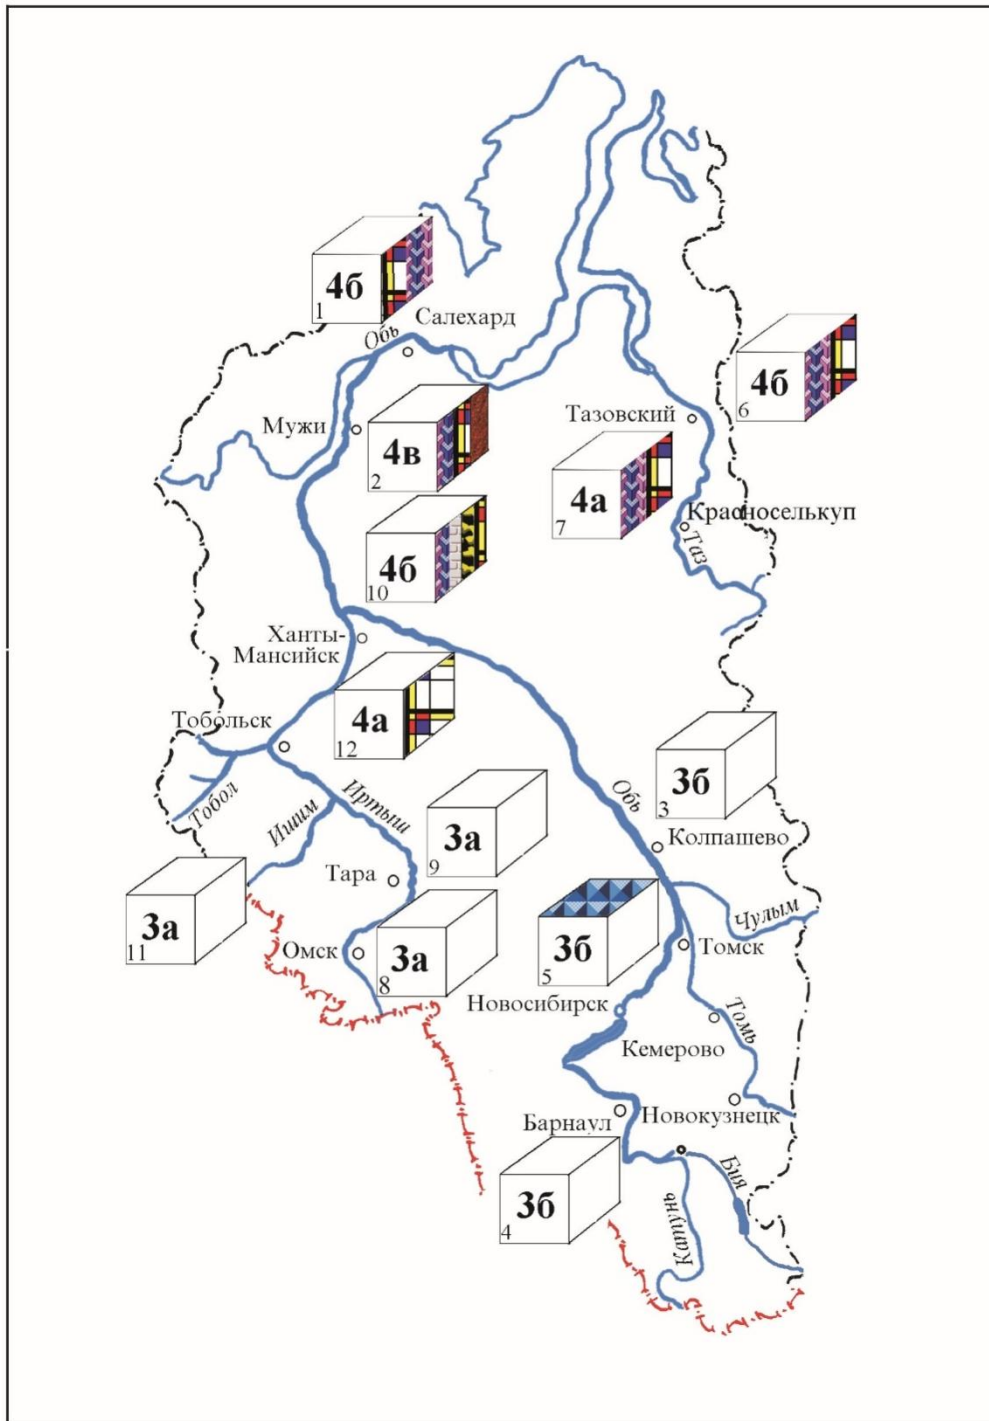 4б
1
Салехард
Обь
4б
6
Мужи
4в
2
Тазовский
4а
7
Красноселькуп
Таз
4б
10
Ханты-
Мансийск
4а
12
Тобольск
Тобол
Ишим
Иртыш
Обь
3б
3
3а
9
Колпашево
Тара
3а
11
Чулым
Омск
3а
8
3б
5
Томск
Новосибирск
Томь
Кемерово
Барнаул
Новокузнецк
3б
4
Катунь
Бия